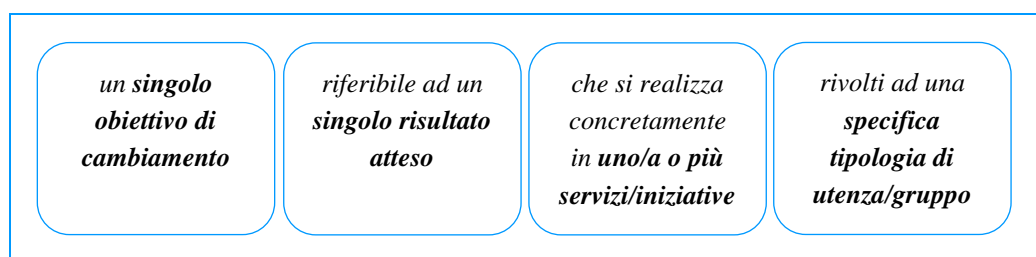 un singolo
obiettivo di
cambiamento
riferibile ad un
singolo risultato
atteso
che si realizza
concretamente
in uno/a o più
servizi/iniziative
rivolti ad una
specifica
tipologia di
utenza/gruppo